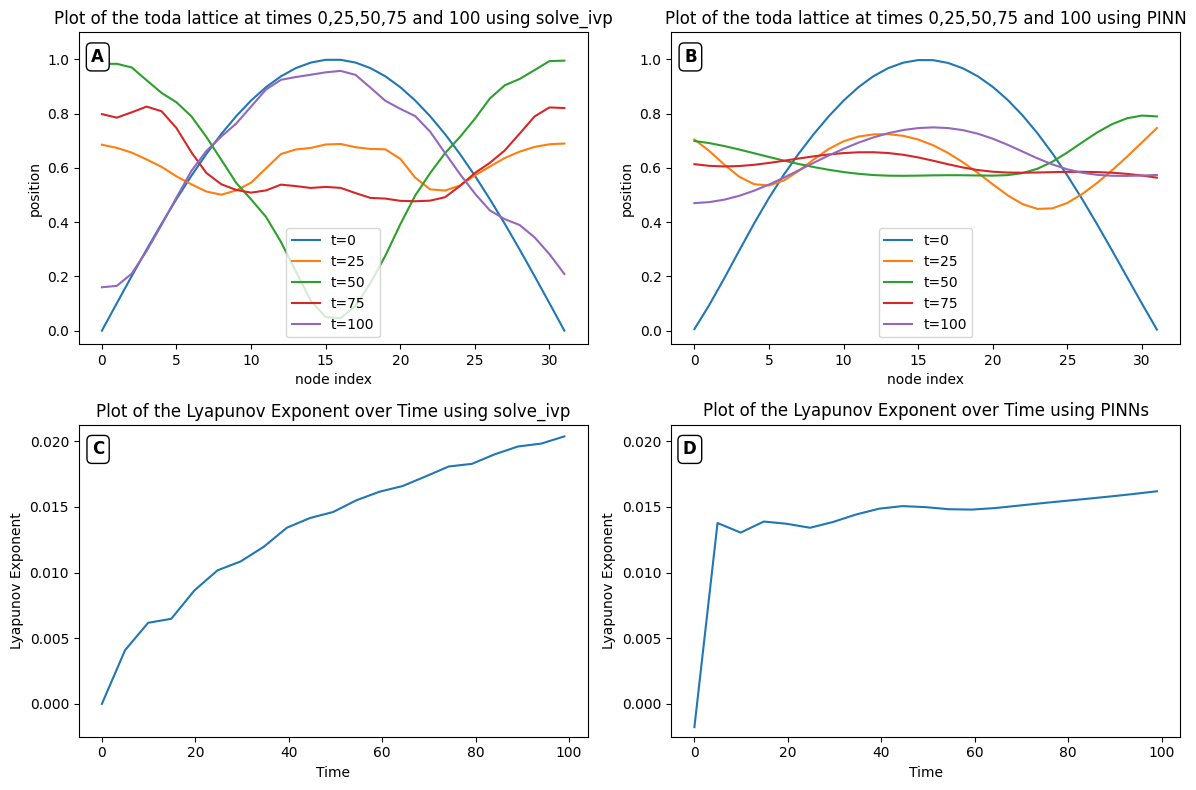 Plot of the toda lattice at times 0,25,50,75 and 100 using solve_ivp
A
1.0
0.8
0.6
0.4
0.2
0.0
position
t=0
t=25
t=50
t=75
t=100
0 5 10 15 20 25 30
node index
Plot of the toda lattice at times 0,25,50,75 and 100 using PINN
B
1.0
0.8
0.6
0.4
0.2
0.0
position
t=0
t=25
t=50
t=75
t=100
0 5 10 15 20 25 30
node index
Plot of the Lyapunov Exponent over Time using solve_ivp
C
0.020
0.015
0.010
0.005
0.000
Lyapunov Exponent
0 20 40 60 80 100
Time
Plot of the Lyapunov Exponent over Time using PINNs
D
0.020
0.015
0.010
0.005
0.000
Lyapunov Exponent
0 20 40 60 80 100
Time